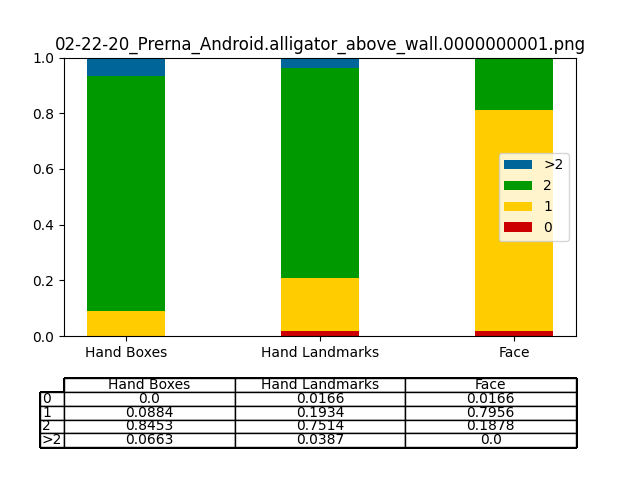 02-22-20_Prerna_Android.alligator_above_wall.0000000001.png
1.0
0.8
0.6
0.4
0.2
0.0
>2
2
1
0
Hand Boxes Hand Landmarks Face
Hand Boxes Hand Landmarks Face
0 0.0 0.0166 0.0166
1 0.0884 0.1934 0.7956
2 0.8453 0.7514 0.1878
>2 0.0663 0.0387 0.0